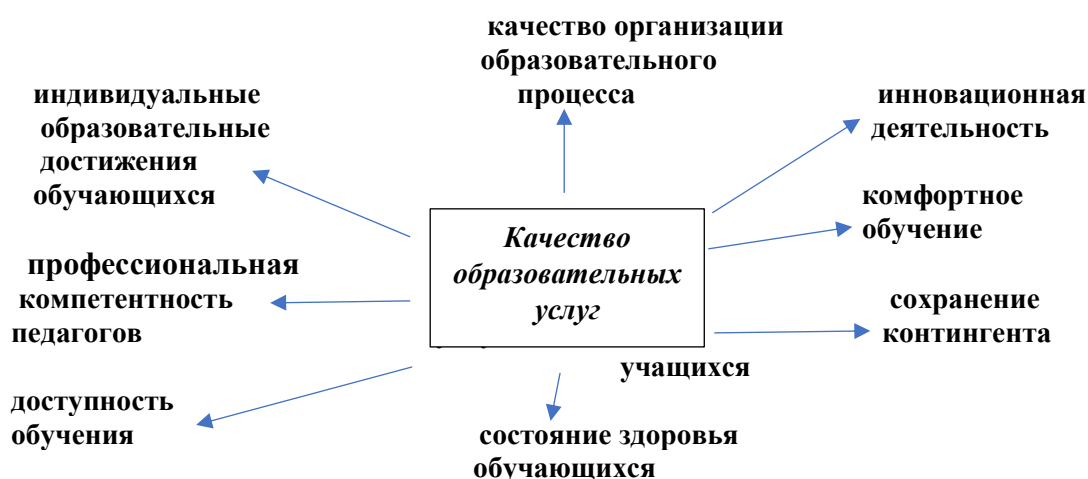 качество организации
образовательного
процесса
индивидуальные
образовательные
достижения
обучающихся
инновационная
деятельность
комфортное
обучение
Качество
образовательных
услуг
профессиональная
компетентность
педагогов
сохранение
контингента
учащихся
доступность
обучения
состояние здоровья
обучающихся